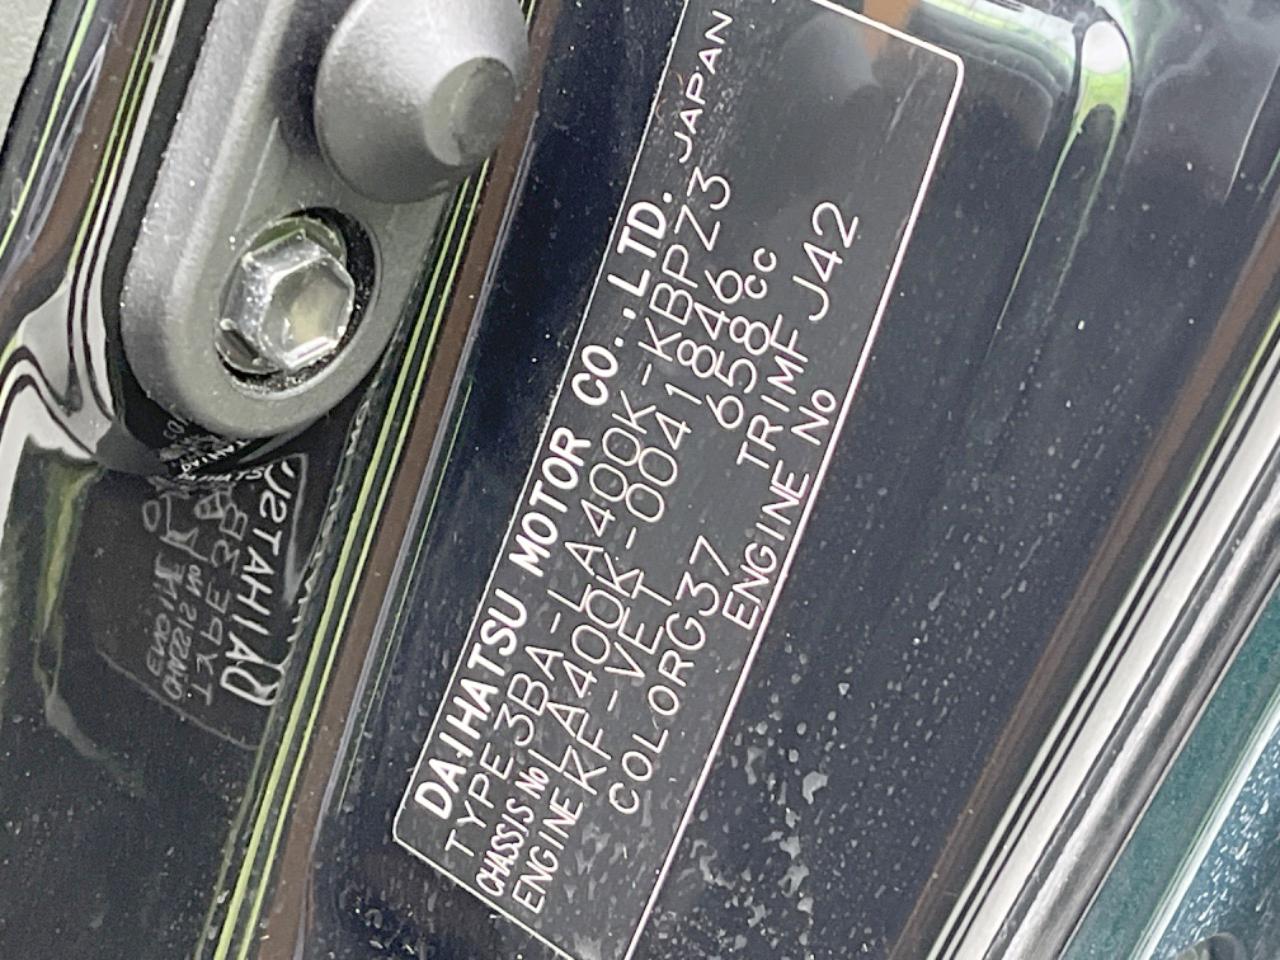 DAIHATSU MOTOR CO.,LTD. JAPAN
TYPE 3BA-LA400K-KBPZ3
CHASSIS No LA400K-0041846
ENGINE KF-VET 658cc
COLOR G37 TRIM F J42
ENGINE No